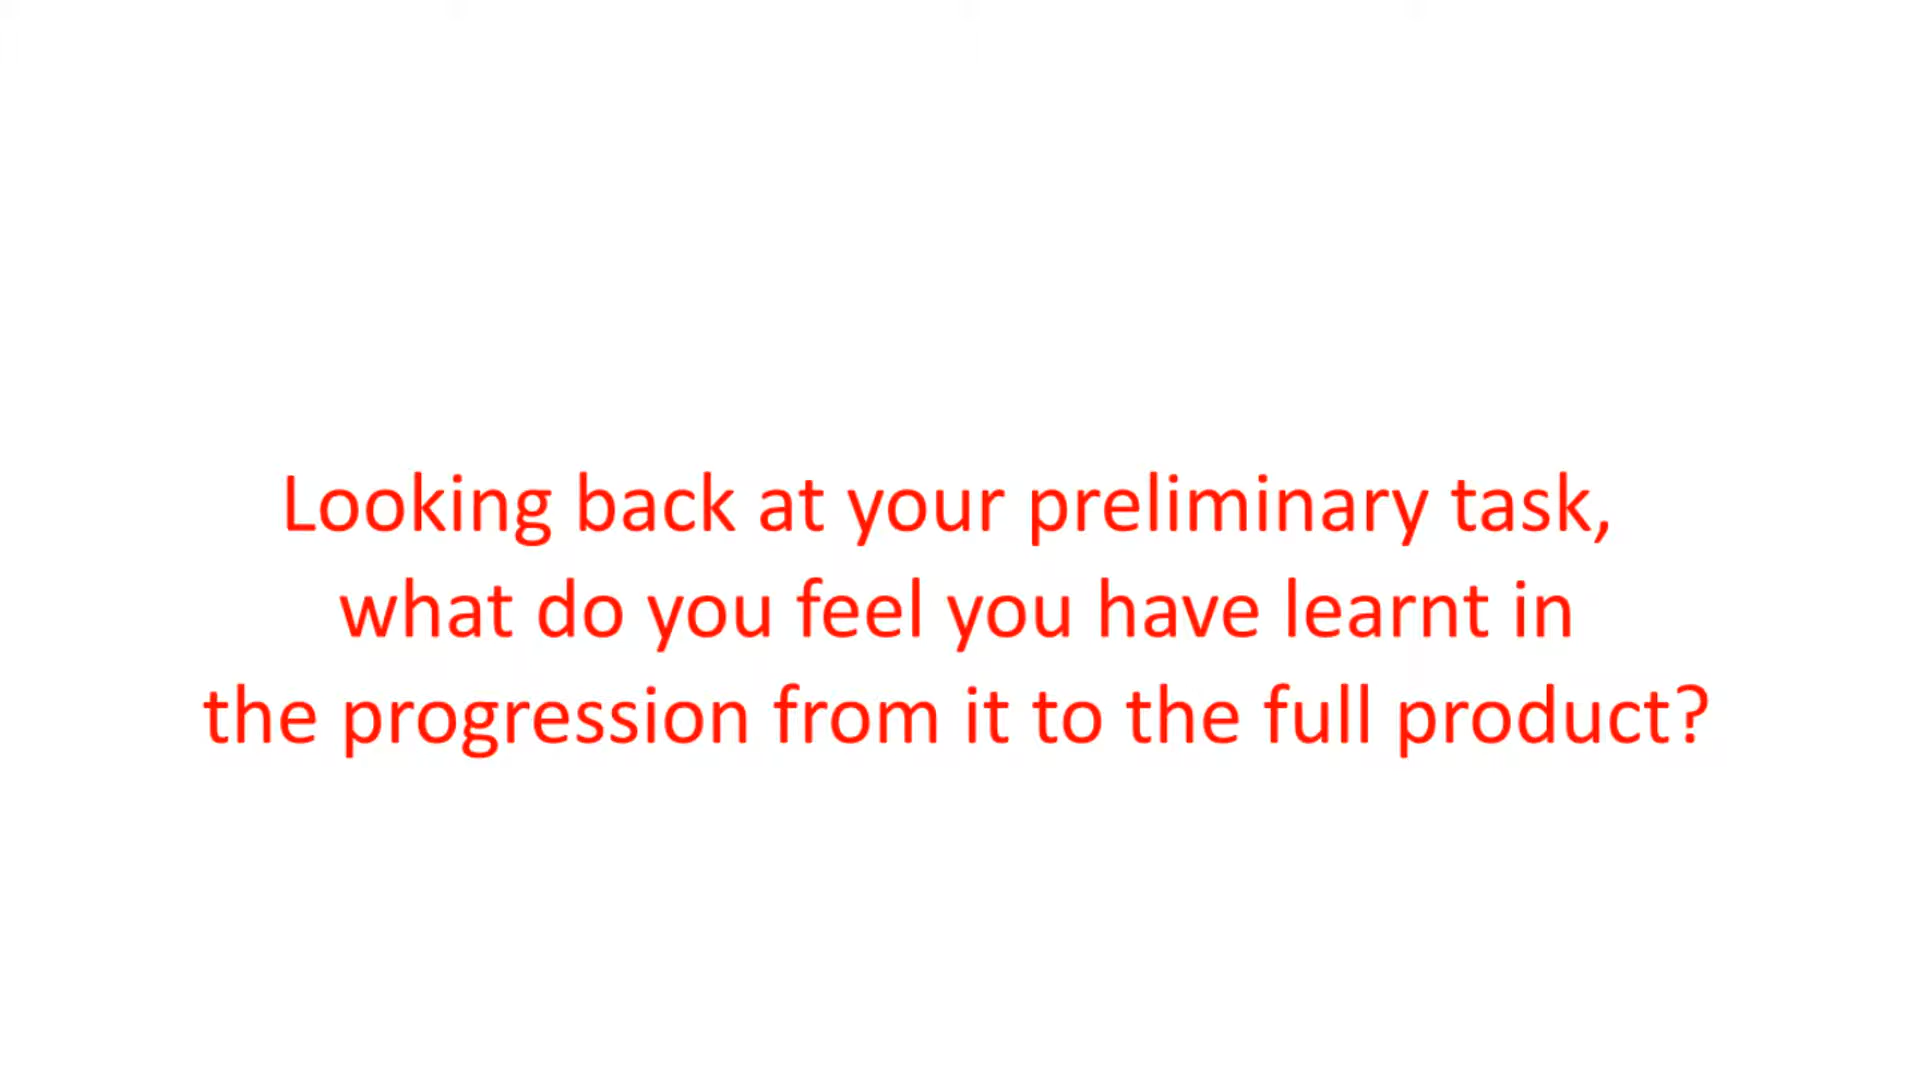 Looking back at your preliminary task,
what do you feel you have learnt in
the progression from it to the full product?